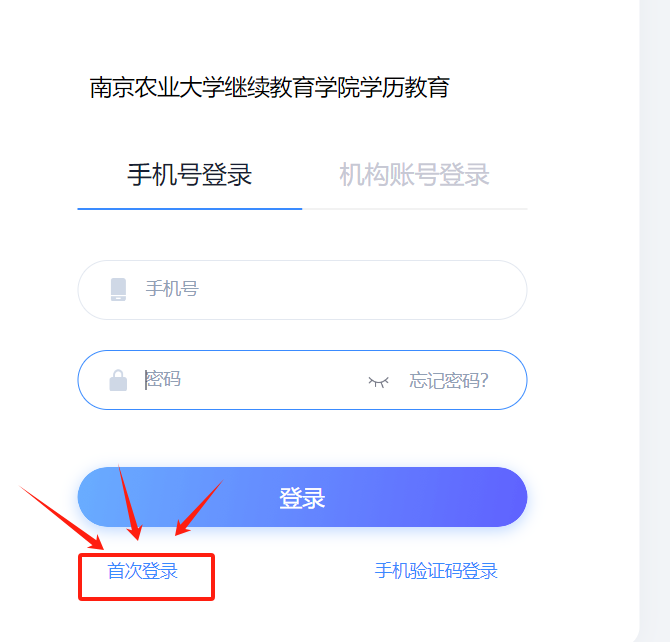 南京农业大学继续教育学院学历教育
手机号登录 机构账号登录
手机号
密码 忘记密码?
登录
首次登录 手机验证码登录